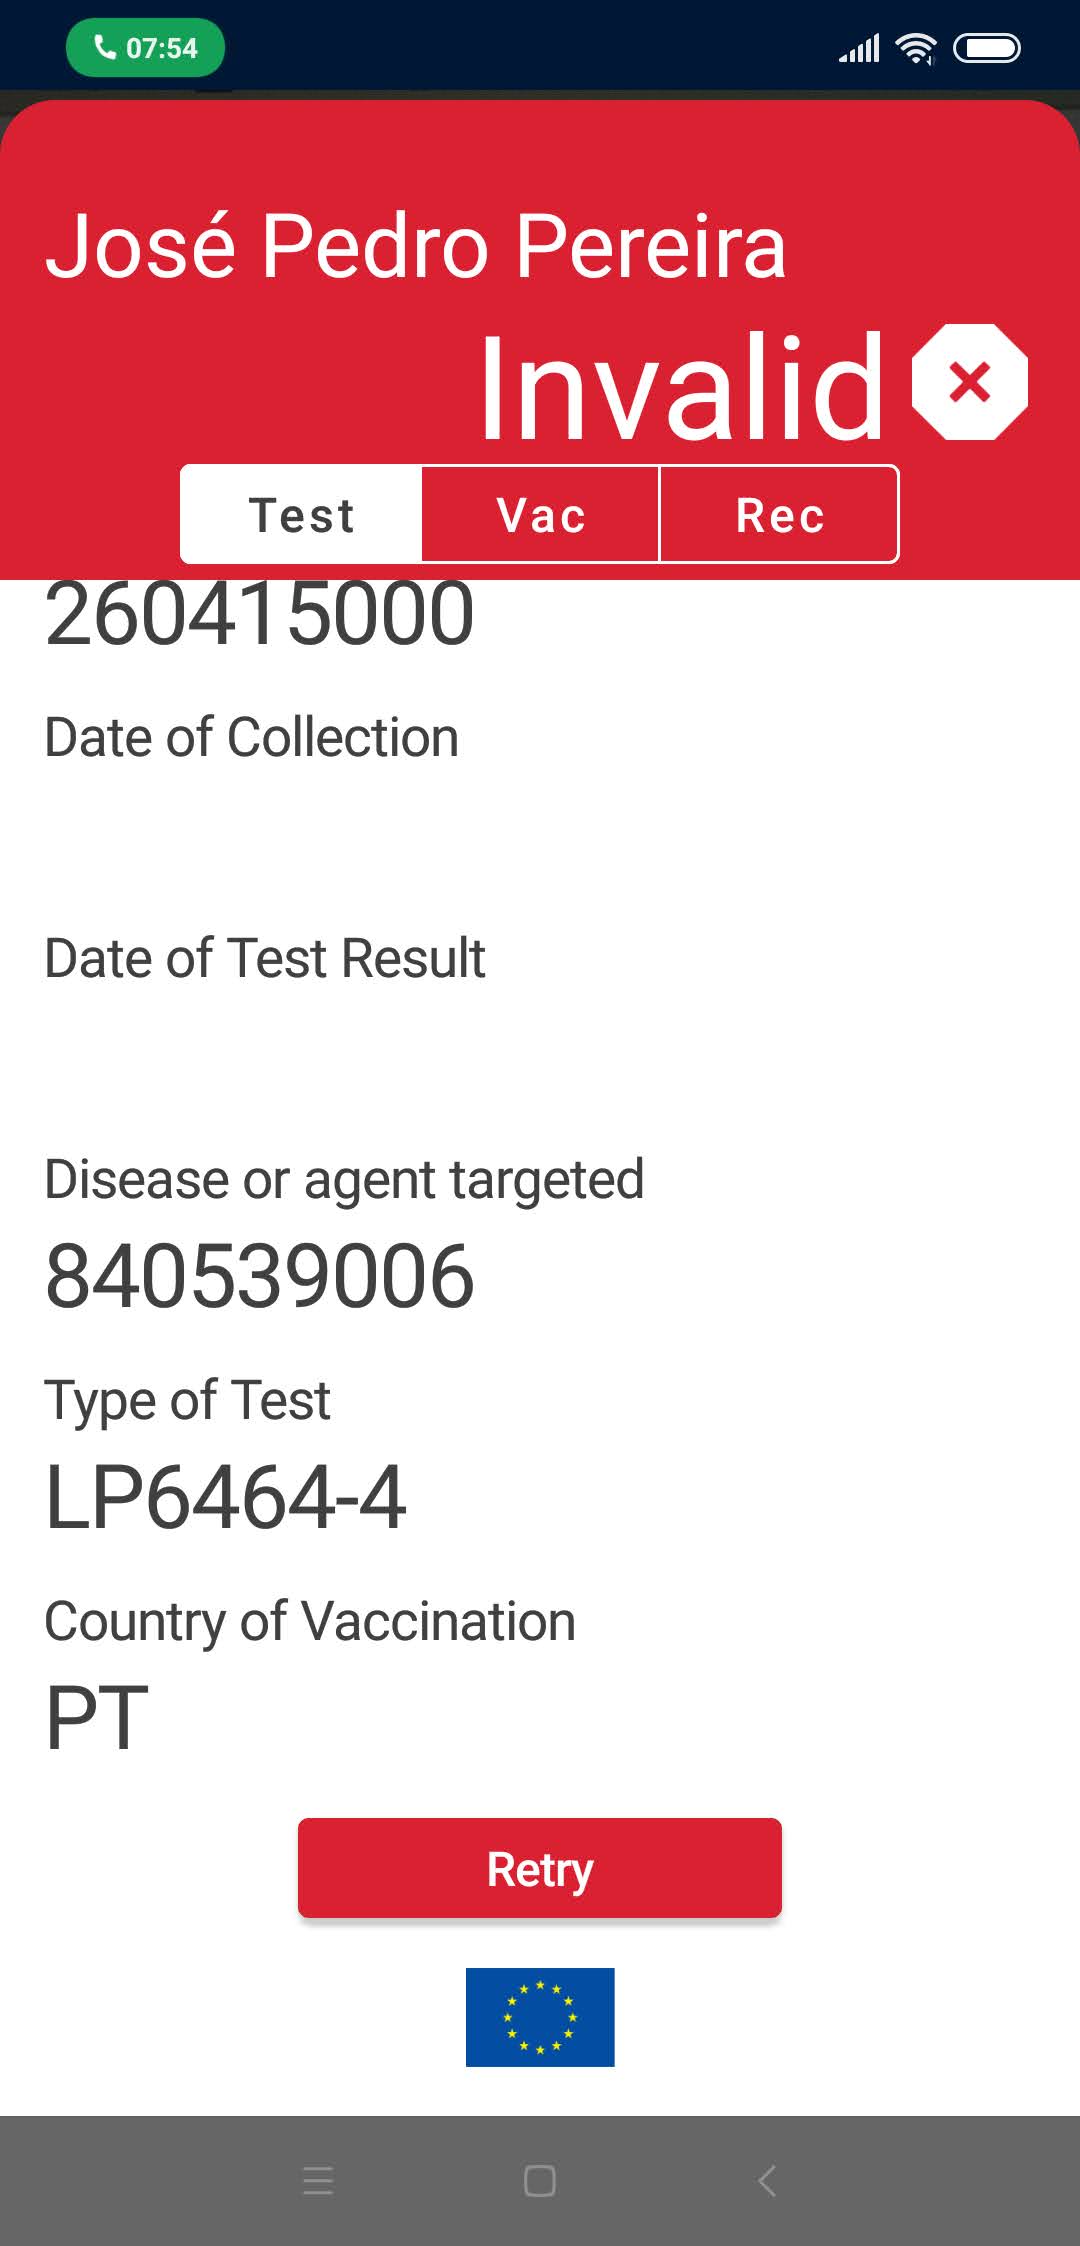 07:54
José Pedro Pereira
Invalid
Test Vac Rec
260415000
Date of Collection
Date of Test Result
Disease or agent targeted
840539006
Type of Test
LP6464-4
Country of Vaccination
PT
Retry